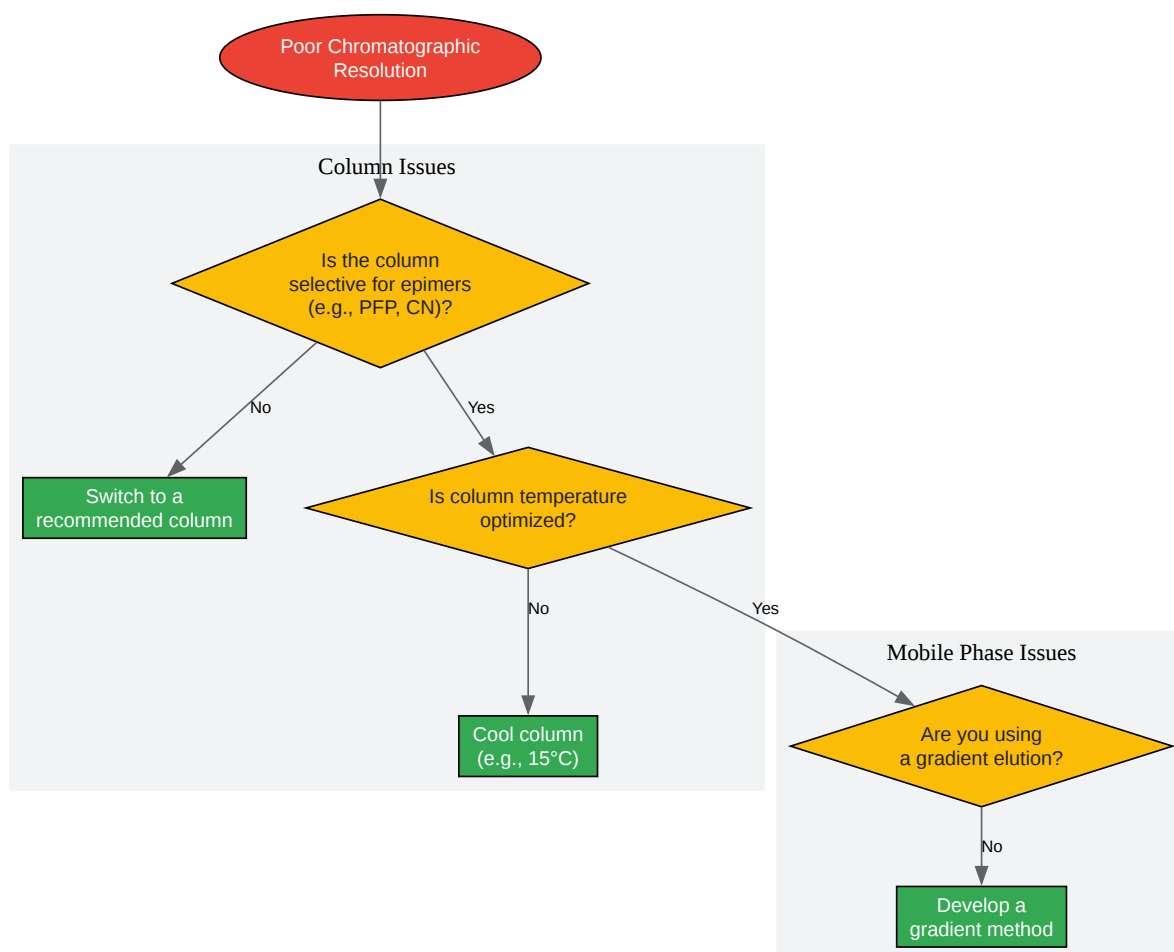 Poor Chromatographic
Resolution
Column Issues
Is the column
selective for epimers
(e.g., PFP, CN)?
No
Yes
Switch to a
recommended column
Is column temperature
optimized?
No
Yes
Cool column
(e.g., 15°C)
Mobile Phase Issues
Are you using
a gradient elution?
No
Develop a
gradient method